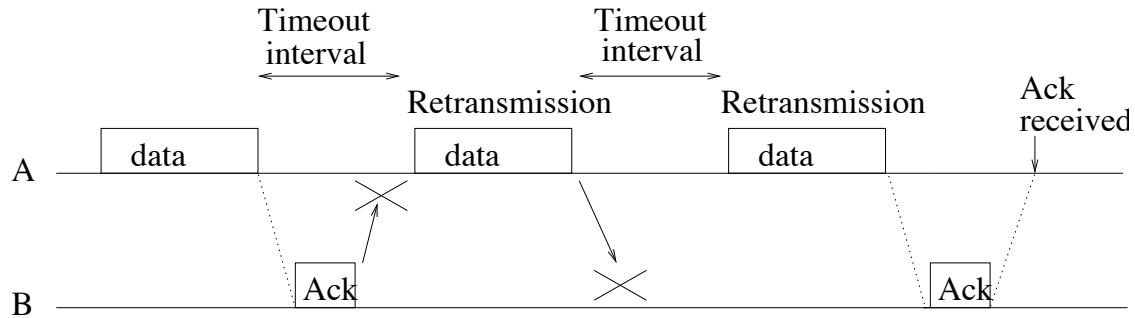 Timeout
interval
Timeout
interval
Retransmission
Retransmission
Ack
received
A
data
data
data
B
Ack
Ack